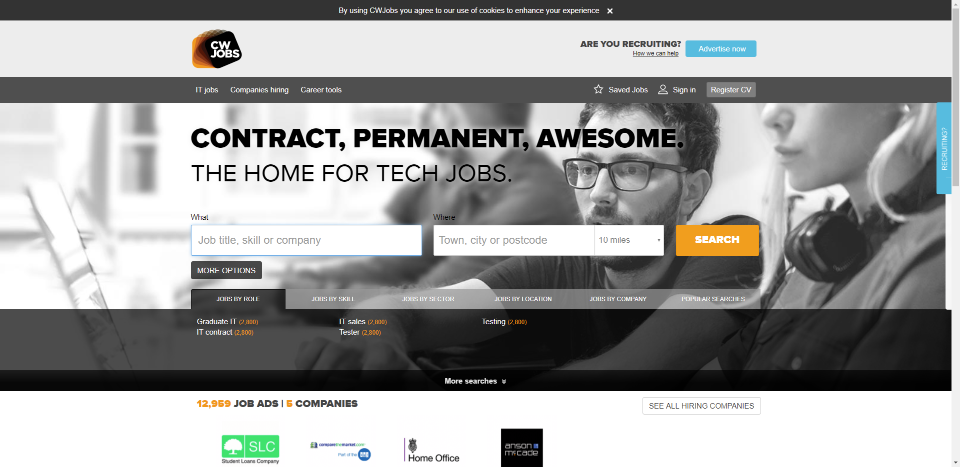 By using CWJobs you agree to our use of cookies to enhance your experience ×
CW
JOBS
ARE YOU RECRUITING?
How we can help
Advertise now
IT jobs Companies hiring Career tools
Saved Jobs Sign in Register CV
RECRUITING?
CONTRACT, PERMANENT, AWESOME.
THE HOME FOR TECH JOBS.
What Where
Job title, skill or company Town, city or postcode 10 miles SEARCH
MORE OPTIONS
JOBS BY ROLE JOBS BY SKILL JOBS BY SECTOR JOBS BY LOCATION JOBS BY COMPANY POPULAR SEARCHES
Graduate IT (2,800) IT sales (2,800) Testing (2,800)
IT contract (2,800) Tester (2,800)
More searches
12,959 JOB ADS | 5 COMPANIES
SEE ALL HIRING COMPANIES
SLC
Student Loans Company
comparethemarket.com
Part of the
Home Office
anson
mccade